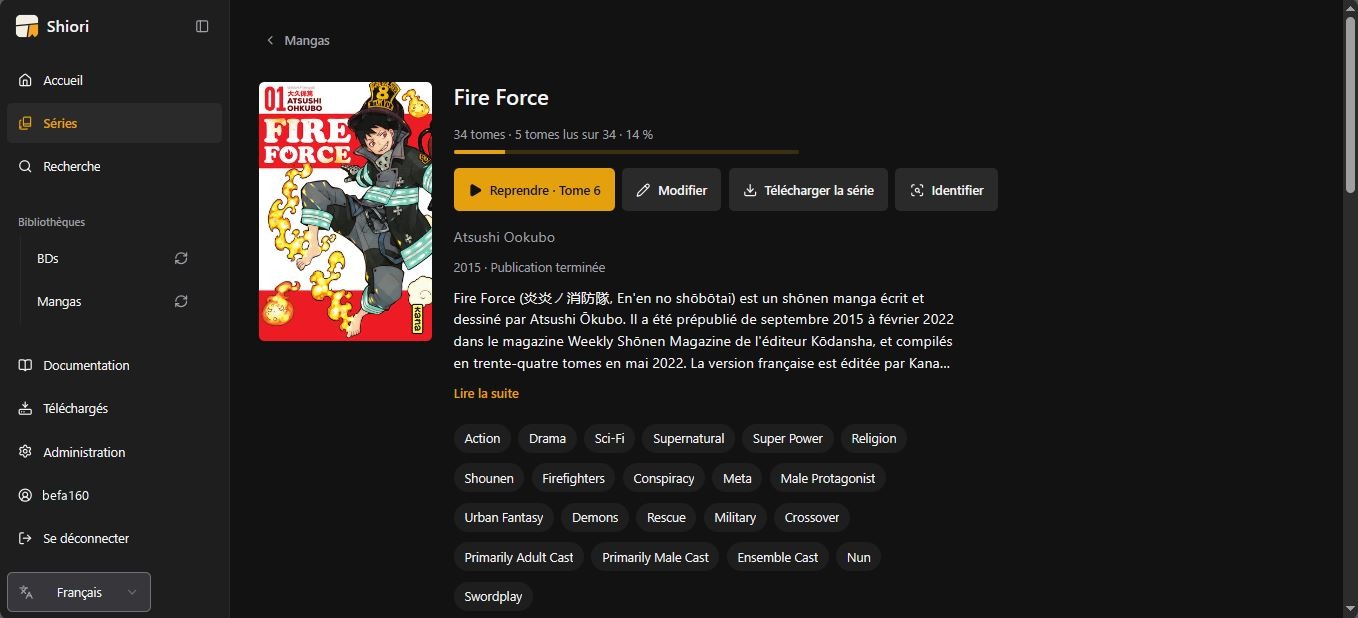 Shiori
Accueil
Séries
Recherche
Bibliothèques
BDs
Mangas
Documentation
Téléchargés
Administration
befa160
Se déconnecter
Français
Mangas
01 大久保篤
ATSUSHI
OHKUBO
8
FIRE
FORCE
kana
Fire Force
34 tomes · 5 tomes lus sur 34 · 14 %
Reprendre · Tome 6 Modifier Télécharger la série Identifier
Atsushi Ookubo
2015 · Publication terminée
Fire Force (炎炎ノ消防隊, En'en no shōbōtai) est un shōnen manga écrit et
dessiné par Atsushi Ōkubo. Il a été prépublié de septembre 2015 à février 2022
dans le magazine Weekly Shōnen Magazine de l'éditeur Kōdansha, et compilés
en trente-quatre tomes en mai 2022. La version française est éditée par Kana...
Lire la suite
Action Drama Sci-Fi Supernatural Super Power Religion
Shounen Firefighters Conspiracy Meta Male Protagonist
Urban Fantasy Demons Rescue Military Crossover
Primarily Adult Cast Primarily Male Cast Ensemble Cast Nun
Swordplay